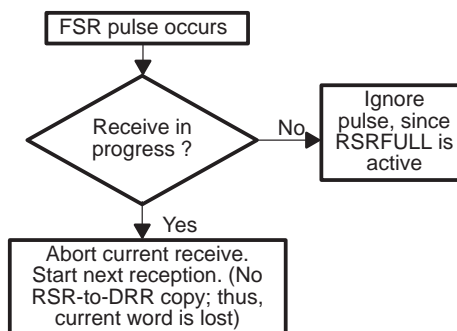 FSR pulse occurs
Receive in
progress ?
No
Ignore
pulse, since
RSRFULL is
active
Yes
Abort current receive.
Start next reception. (No
RSR-to-DRR copy; thus,
current word is lost)